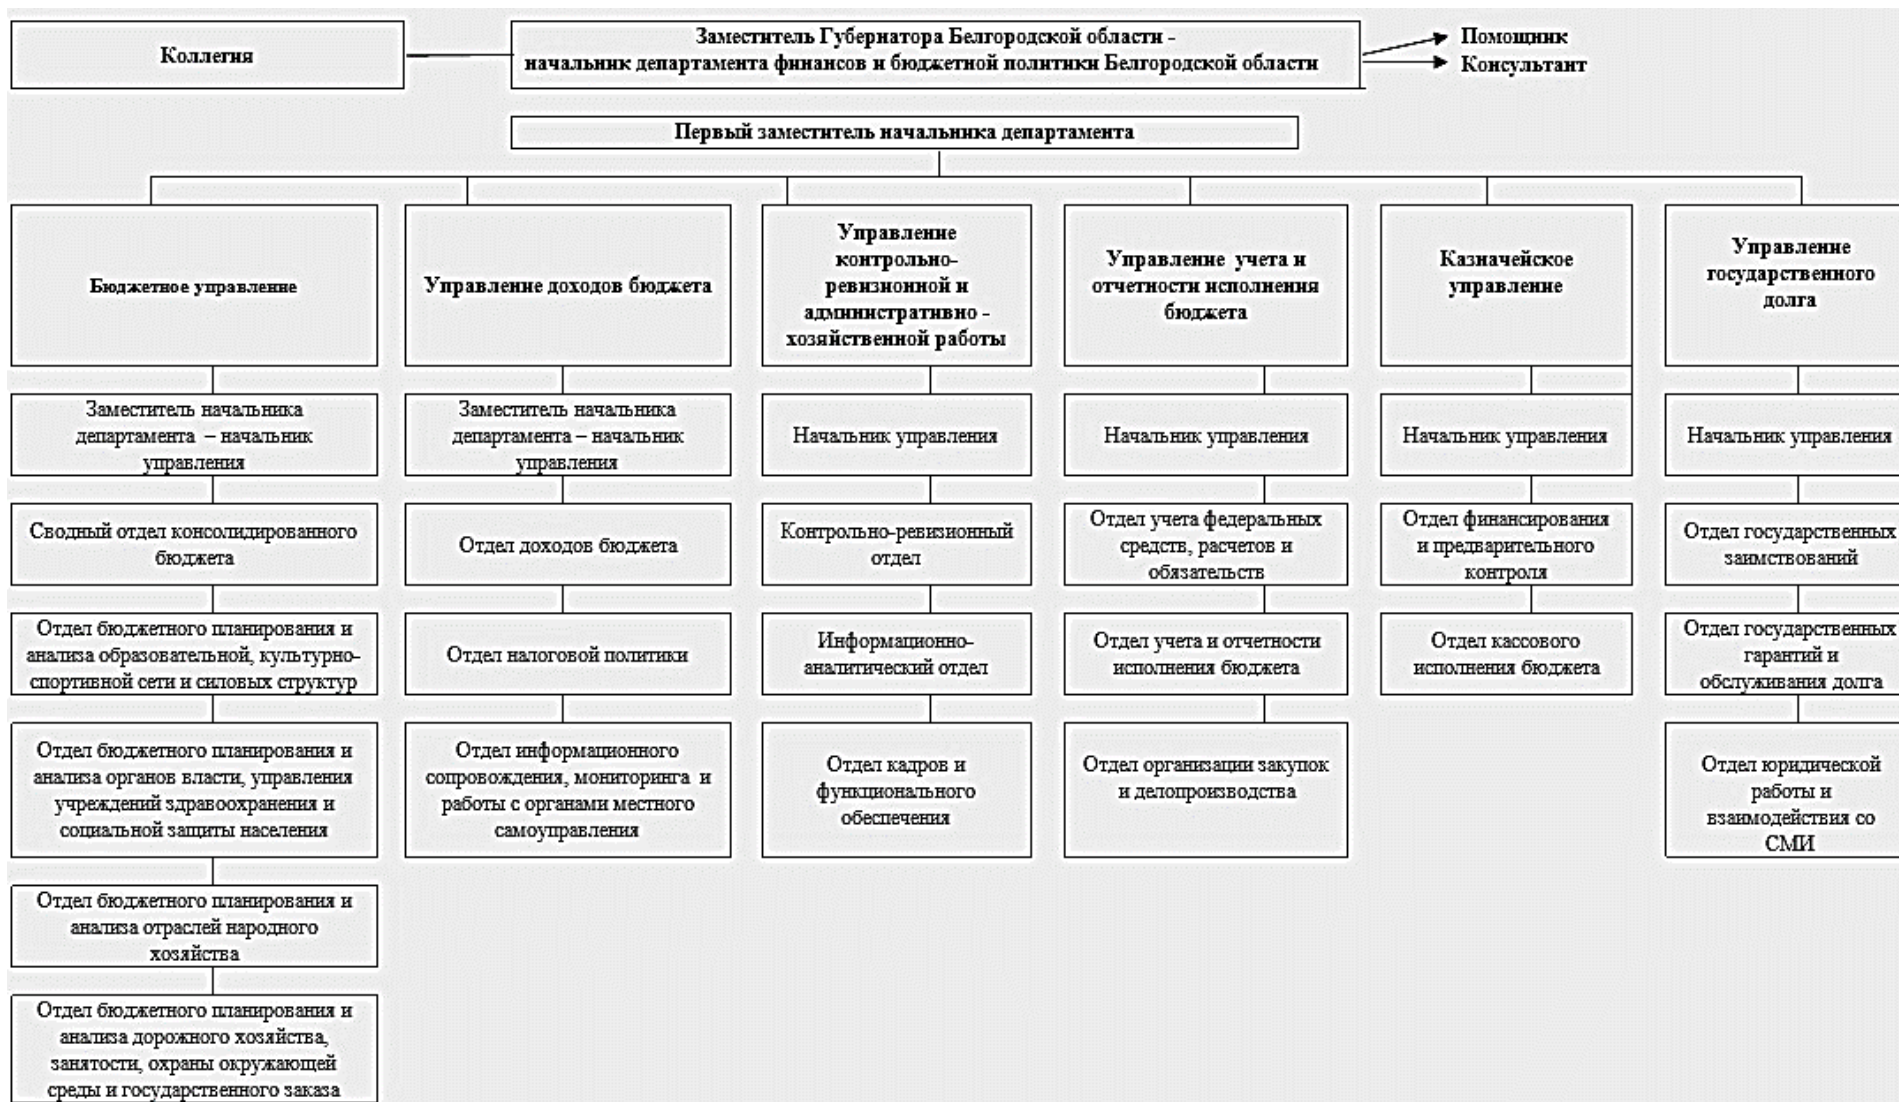 Коллегия
Заместитель Губернатора Белгородской области -
начальник департамента финансов и бюджетной политики Белгородской области
Помощник
Консультант
Первый заместитель начальника департамента
Бюджетное управление
Управление доходов бюджета
Управление
контрольно-
ревизионной и
административно -
хозяйственной работы
Управление учета и
отчетности исполнения
бюджета
Казначейское
управление
Управление
государственного
долга
Заместитель начальника
департамента – начальник
управления
Заместитель начальника
департамента – начальник
управления
Начальник управления
Начальник управления
Начальник управления
Начальник управления
Сводный отдел консолидированного
бюджета
Отдел доходов бюджета
Контрольно-ревизионный
отдел
Отдел учета федеральных
средств, расчетов и
обязательств
Отдел финансирования
и предварительного
контроля
Отдел государственных
заимствований
Отдел бюджетного планирования и
анализа образовательной, культурно-
спортивной сети и силовых структур
Отдел налоговой политики
Информационно-
аналитический отдел
Отдел учета и отчетности
исполнения бюджета
Отдел кассового
исполнения бюджета
Отдел государственных
гарантий и
обслуживания долга
Отдел бюджетного планирования и
анализа органов власти, управления
учреждений здравоохранения и
социальной защиты населения
Отдел информационного
сопровождения, мониторинга и
работы с органами местного
самоуправления
Отдел кадров и
функционального
обеспечения
Отдел организации закупок
и делопроизводства
Отдел юридической
работы и
взаимодействия со
СМИ
Отдел бюджетного планирования и
анализа отраслей народного
хозяйства
Отдел бюджетного планирования и
анализа дорожного хозяйства,
занятости, охраны окружающей
среды и государственного заказа